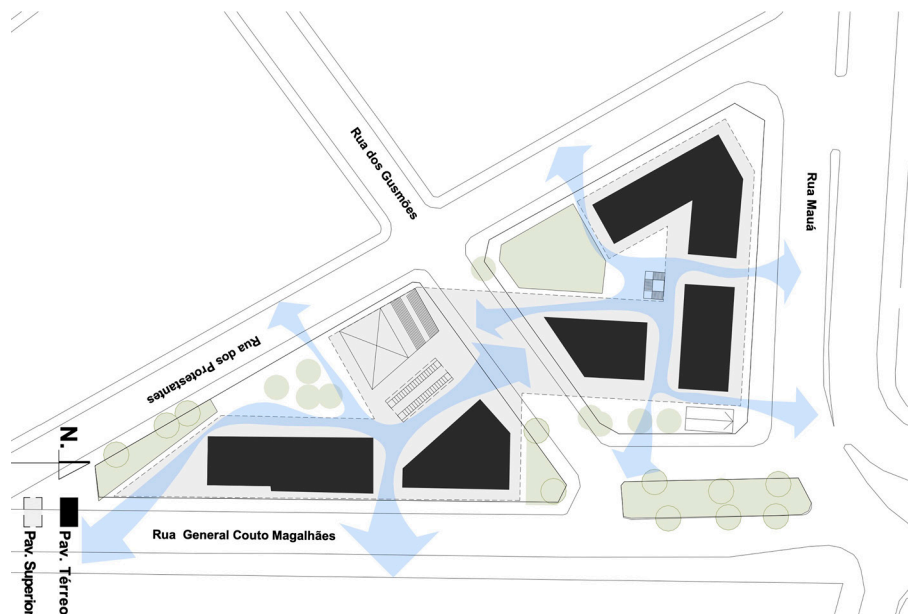 Rua dos Gusmões
Rua Mauá
Rua dos Protestantes
N.
Pav. Térreo
Pav. Superior
Rua General Couto Magalhães